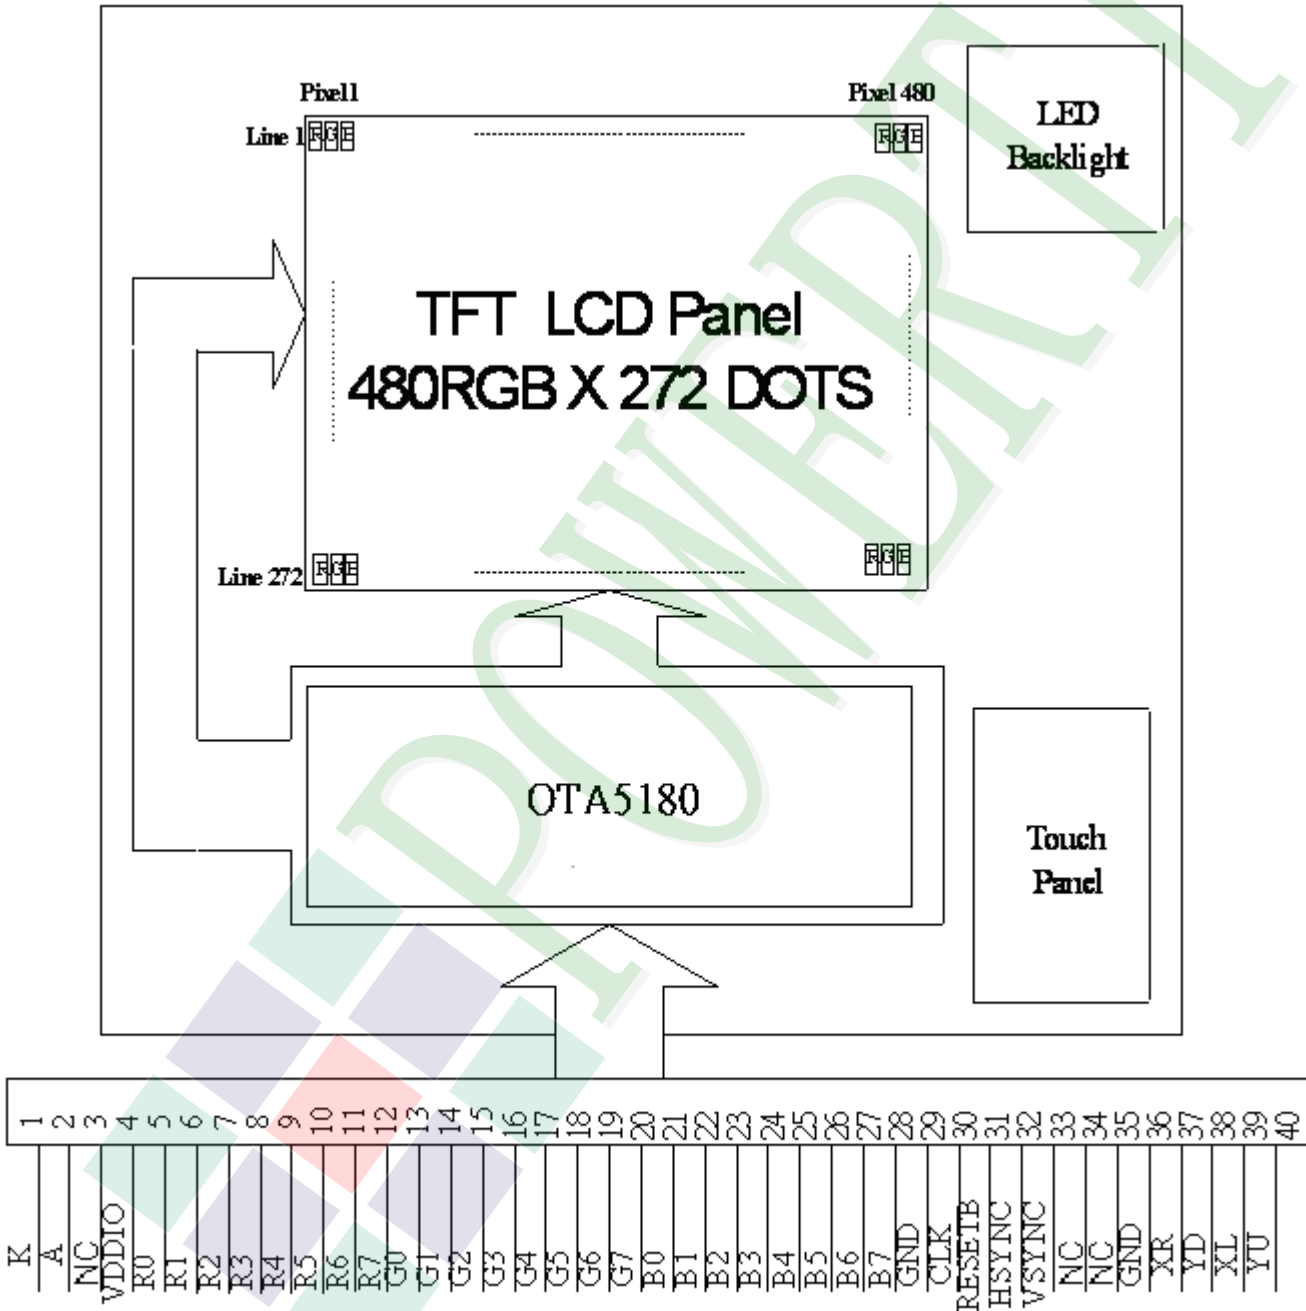 Pixel1
Pixel 480
LED
Backlight
Line 1
R G B
R G B
TFT LCD Panel
480RGB X 272 DOTS
Line 272
R G B
R G B
OTA5180
Touch
Panel
POWERTI
1 2 3 4 5 6 7 8 9 10 11 12 13 14 15 16 17 18 19 20 21 22 23 24 25 26 27 28 29 30 31 32 33 34 35 36 37 38 39 40
K A NC VDDIO R0 R1 R2 R3 R4 R5 R6 R7 G0 G1 G2 G3 G4 G5 G6 G7 B0 B1 B2 B3 B4 B5 B6 B7 GND CLK RESETB HSYNC VSYNC NC NC GND XR YD XL YU